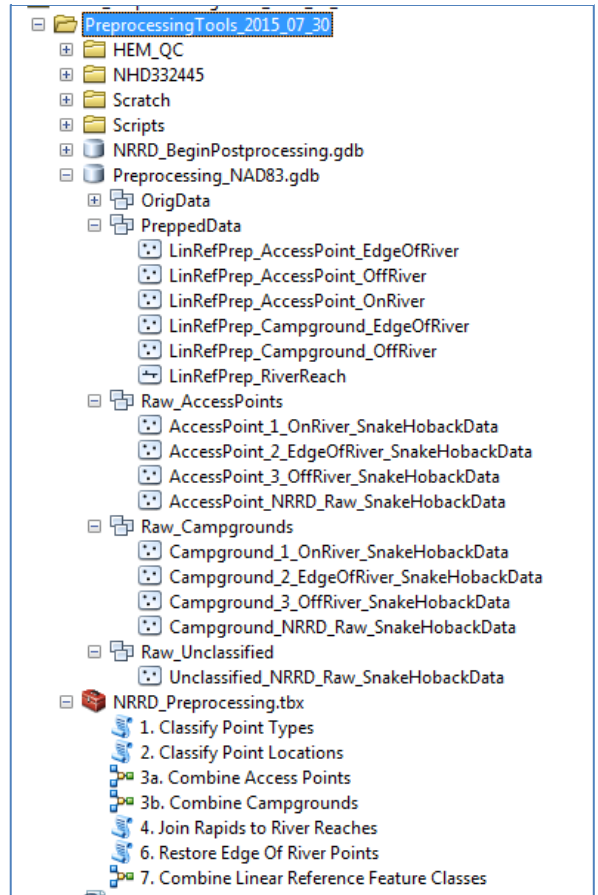 PreprocessingTools_2015_07_30
HEM_QC
NHD332445
Scratch
Scripts
NRRD_BeginPostprocessing.gdb
Preprocessing_NAD83.gdb
OrigData
PreppedData
LinRefPrep_AccessPoint_EdgeOfRiver
LinRefPrep_AccessPoint_OffRiver
LinRefPrep_AccessPoint_OnRiver
LinRefPrep_Campground_EdgeOfRiver
LinRefPrep_Campground_OffRiver
LinRefPrep_RiverReach
Raw_AccessPoints
AccessPoint_1_OnRiver_SnakeHobackData
AccessPoint_2_EdgeOfRiver_SnakeHobackData
AccessPoint_3_OffRiver_SnakeHobackData
AccessPoint_NRRD_Raw_SnakeHobackData
Raw_Campgrounds
Campground_1_OnRiver_SnakeHobackData
Campground_2_EdgeOfRiver_SnakeHobackData
Campground_3_OffRiver_SnakeHobackData
Campground_NRRD_Raw_SnakeHobackData
Raw_Unclassified
Unclassified_NRRD_Raw_SnakeHobackData
NRRD_Preprocessing.tbx
1. Classify Point Types
2. Classify Point Locations
3a. Combine Access Points
3b. Combine Campgrounds
4. Join Rapids to River Reaches
6. Restore Edge Of River Points
7. Combine Linear Reference Feature Classes